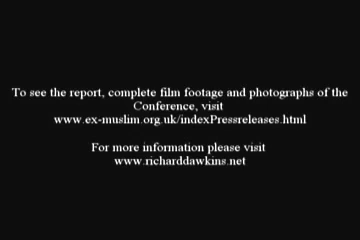 To see the report, complete film footage and photographs of the
Conference, visit
www.ex-muslim.org.uk/indexPressreleases.html
For more information please visit
www.richarddawkins.net